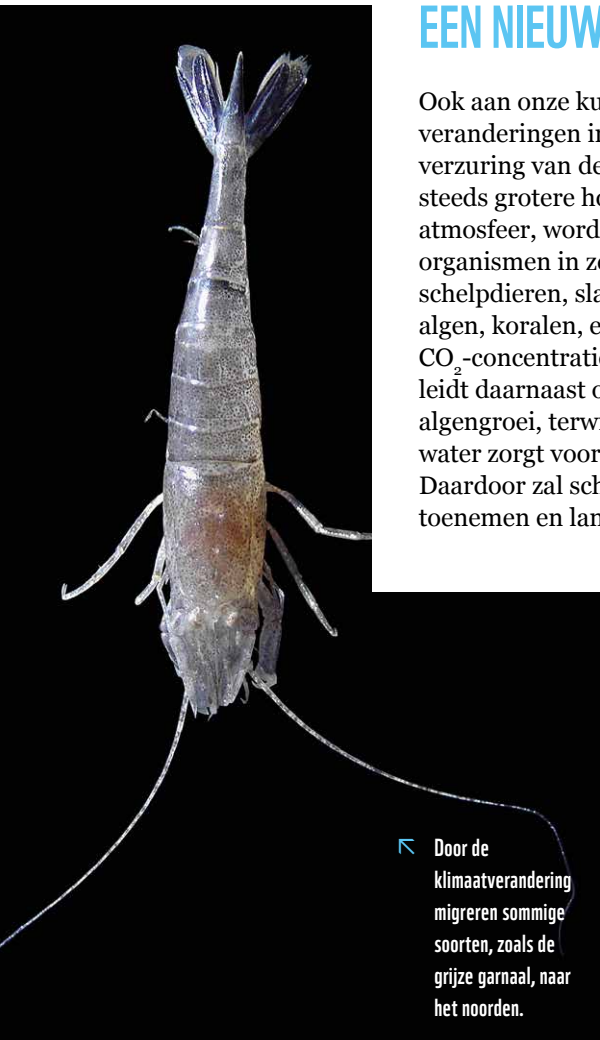 EEN NIEUW
Ook aan onze ku
veranderingen in
verzuring van de
steeds grotere ho
atmosfeer, word
organismen in ze
schelpdieren, sla
algen, koralen, e
CO₂-concentratie
leidt daarnaast o
algengroei, terwi
water zorgt voor
Daardoor zal sch
toenemen en lan
Door de
klimaatverandering
migreren sommige
soorten, zoals de
grijze garnaal, naar
het noorden.